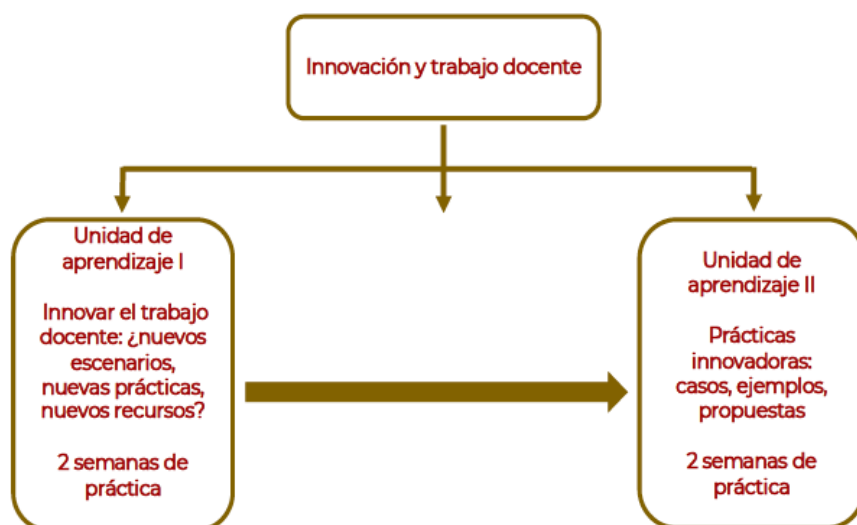 Innovación y trabajo docente
Unidad de
aprendizaje I
Innovar el trabajo
docente: ¿nuevos
escenarios,
nuevas prácticas,
nuevos recursos?
2 semanas de
práctica
Unidad de
aprendizaje II
Prácticas
innovadoras:
casos, ejemplos,
propuestas
2 semanas de
práctica